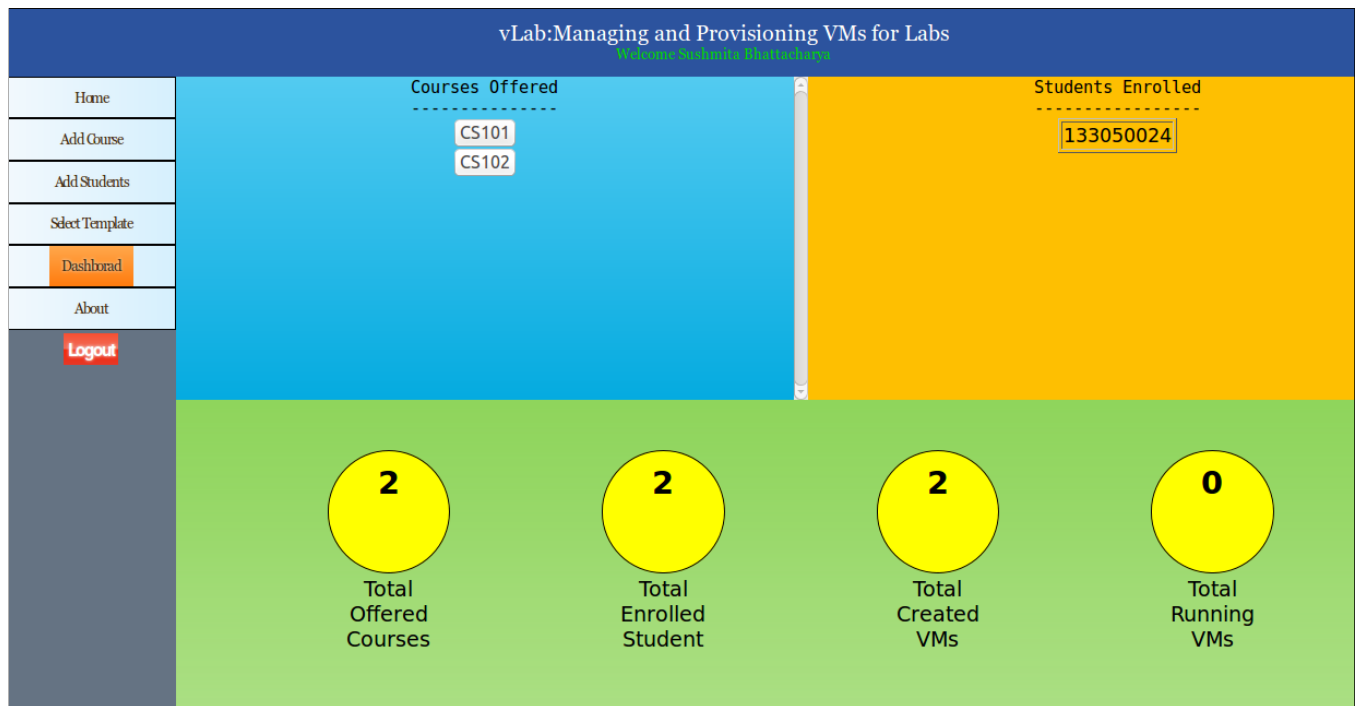 vLab:Managing and Provisioning VMs for Labs
Welcome Sushmita Bhattacharya
Home
Add Course
Add Students
Select Template
Dashborad
About
Logout
Courses Offered
---------------
CS101
CS102
Students Enrolled
-----------------
133050024
2
Total
Offered
Courses
2
Total
Enrolled
Student
2
Total
Created
VMs
0
Total
Running
VMs